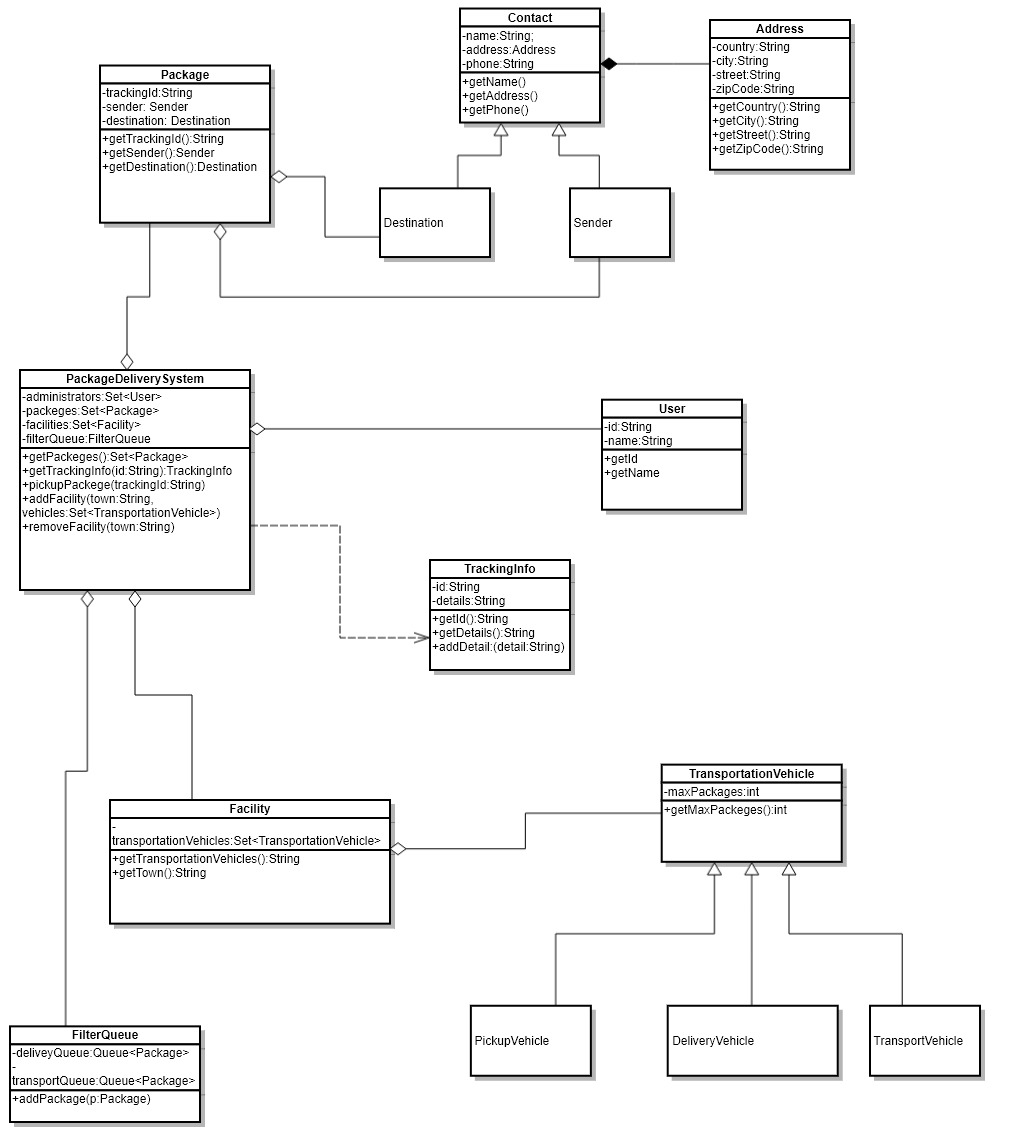 Contact
-name:String;
-address:Address
-phone:String
+getName()
+getAddress()
+getPhone()
Address
-country:String
-city:String
-street:String
-zipCode:String
+getCountry():String
+getCity():String
+getStreet():String
+getZipCode():String
Package
-trackingId:String
-sender: Sender
-destination: Destination
+getTrackingId():String
+getSender():Sender
+getDestination():Destination
Destination
Sender
PackageDeliverySystem
-administrators:Set<User>
-packeges:Set<Package>
-facilities:Set<Facility>
-filterQueue:FilterQueue
+getPackeges():Set<Package>
+getTrackingInfo(id:String):TrackingInfo
+pickupPackege(trackingId:String)
+addFacility(town:String,
vehicles:Set<TransportationVehicle>)
+removeFacility(town:String)
User
-id:String
-name:String
+getId
+getName
TrackingInfo
-id:String
-details:String
+getId():String
+getDetails():String
+addDetail:(detail:String)
Facility
-
transportationVehicles:Set<TransportationVehicle>
+getTransportationVehicles():String
+getTown():String
TransportationVehicle
-maxPackages:int
+getMaxPackeges():int
PickupVehicle
DeliveryVehicle
TransportVehicle
FilterQueue
-deliveyQueue:Queue<Package>
-
transportQueue:Queue<Package>
+addPackage(p:Package)